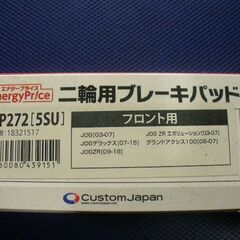 エナジープライス
nergyPrice
二輪用ブレーキパッド
P272[5SU]
:18321517
80080439151
フロント用
JOG[03-07]
JOGデラックス[07-15]
JOGZR[09-18]
JOG ZR エボリューション[03-07]
グランドアクシス100[06-07]
CustomJapan